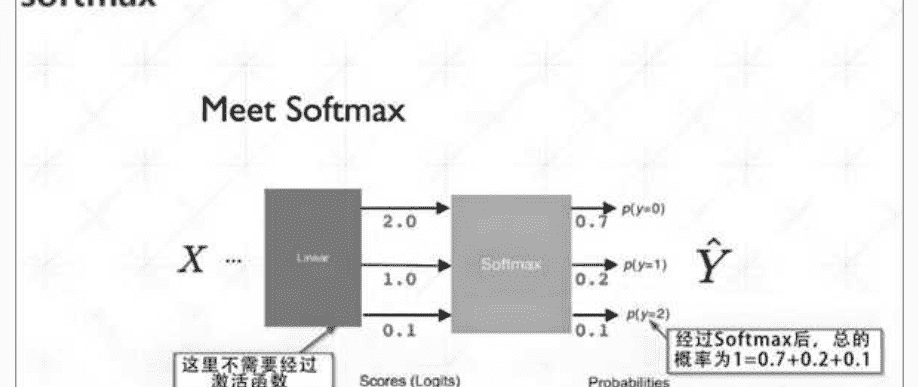 softmax
Meet Softmax
X ...
Linear
2.0
1.0
0.1
Softmax
0.7
0.2
0.1
p(y=0)
p(y=1)
p(y=2)
Ŷ
这里不需要经过
激活函数
Scores (Logits)
Probabilities
经过Softmax后，总的
概率为1=0.7+0.2+0.1